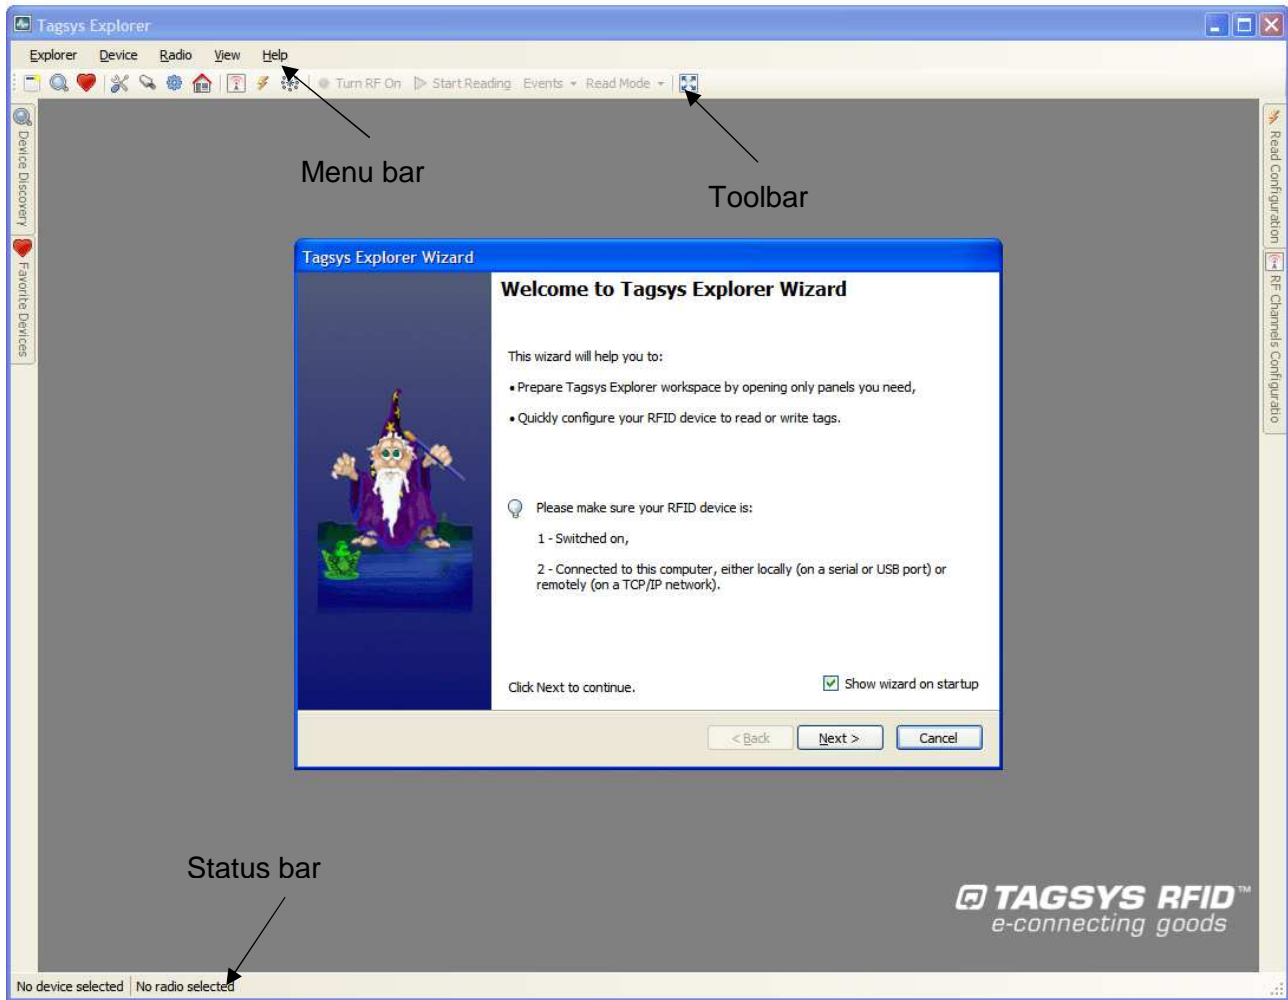 Tagsys Explorer
Explorer Device Radio View Help
Turn RF On Start Reading Events Read Mode
Device Discovery
Favorite Devices
Read Configuration
RF Channels Configuratio
Menu bar
Toolbar
Tagsys Explorer Wizard
Welcome to Tagsys Explorer Wizard
This wizard will help you to:
• Prepare Tagsys Explorer workspace by opening only panels you need,
• Quickly configure your RFID device to read or write tags.
Please make sure your RFID device is:
1 - Switched on,
2 - Connected to this computer, either locally (on a serial or USB port) or
remotely (on a TCP/IP network).
Click Next to continue.
Show wizard on startup
< Back Next > Cancel
Status bar
TAGSYS RFID™
e-connecting goods
No device selected No radio selected